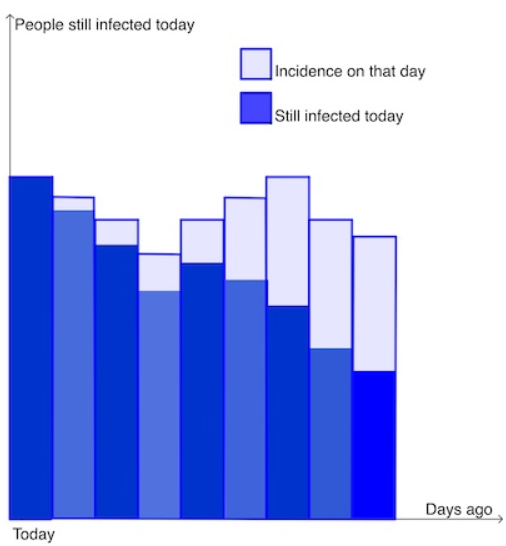 People still infected today
Incidence on that day
Still infected today
Days ago
Today